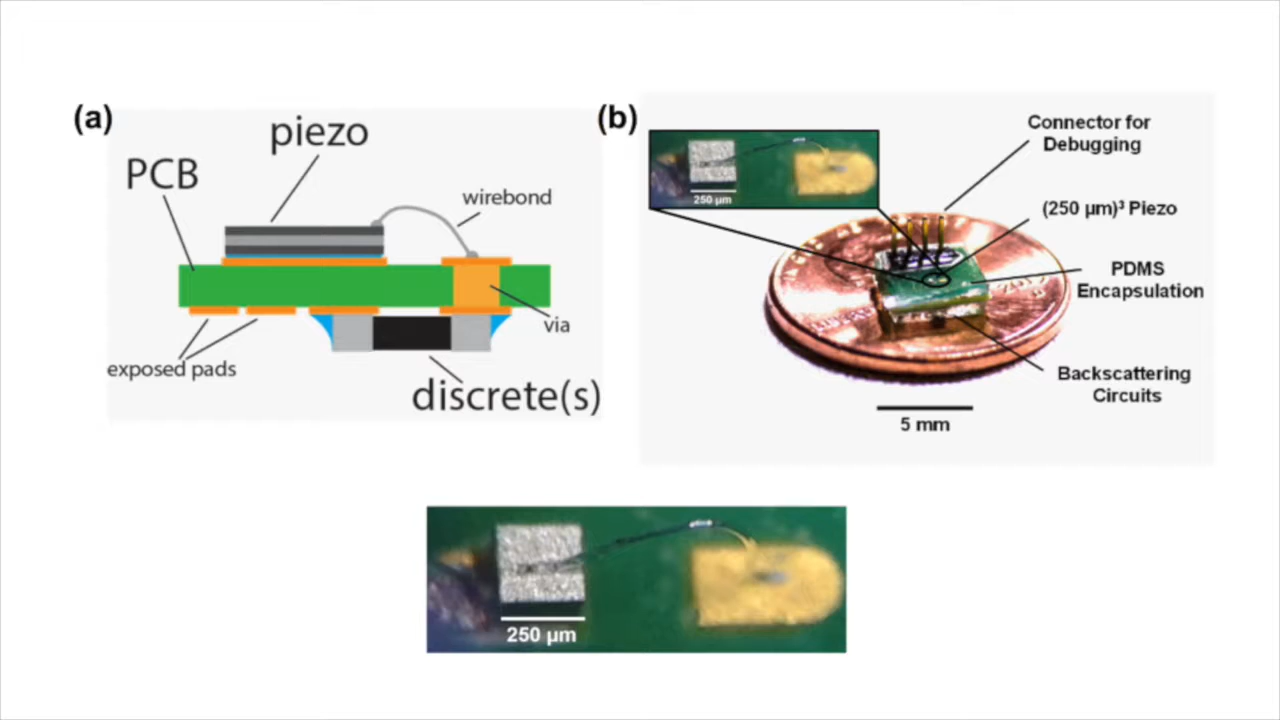 (a)
piezo
PCB
wirebond
via
exposed pads
discrete(s)
(b)
250 µm
Connector for
Debugging
(250 µm)³ Piezo
PDMS
Encapsulation
Backscattering
Circuits
5 mm
250 µm